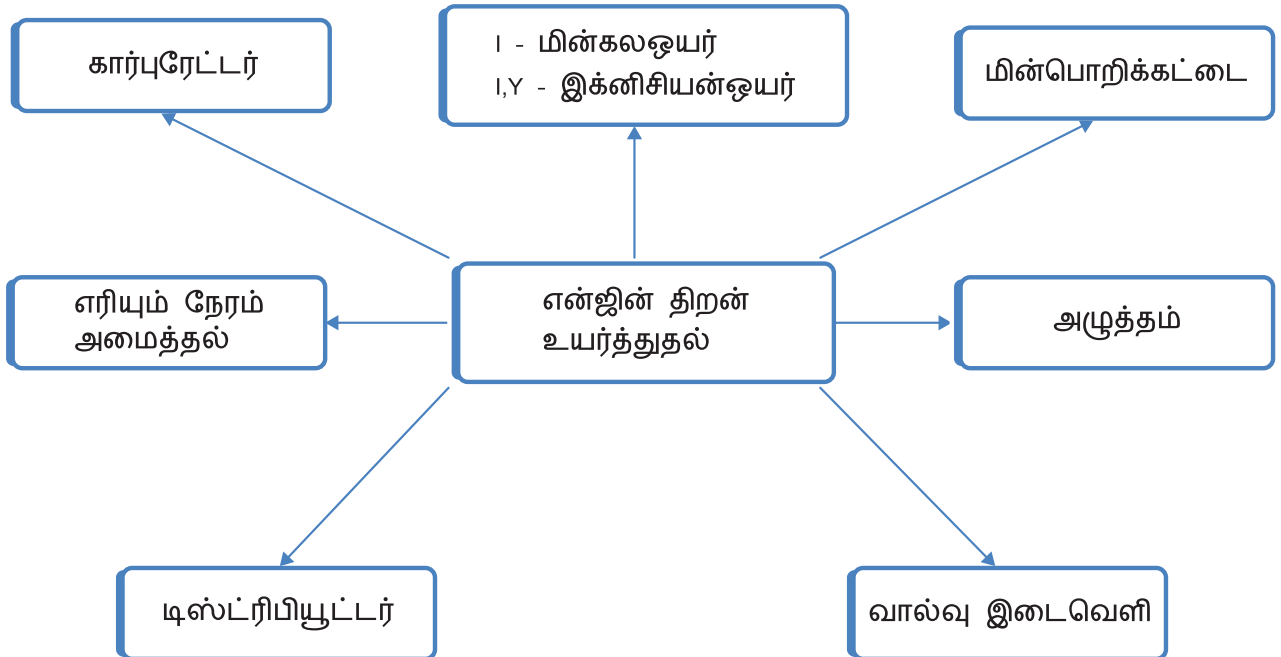 கார்புரேட்டர்
I - மின்கலஒயர்
I,Y - இக்னிசியன்ஒயர்
மின்பொறிக்கட்டை
எரியும் நேரம்
அமைத்தல்
என்ஜின் திறன்
உயர்த்துதல்
அழுத்தம்
டிஸ்ட்ரிபியூட்டர்
வால்வு இடைவெளி